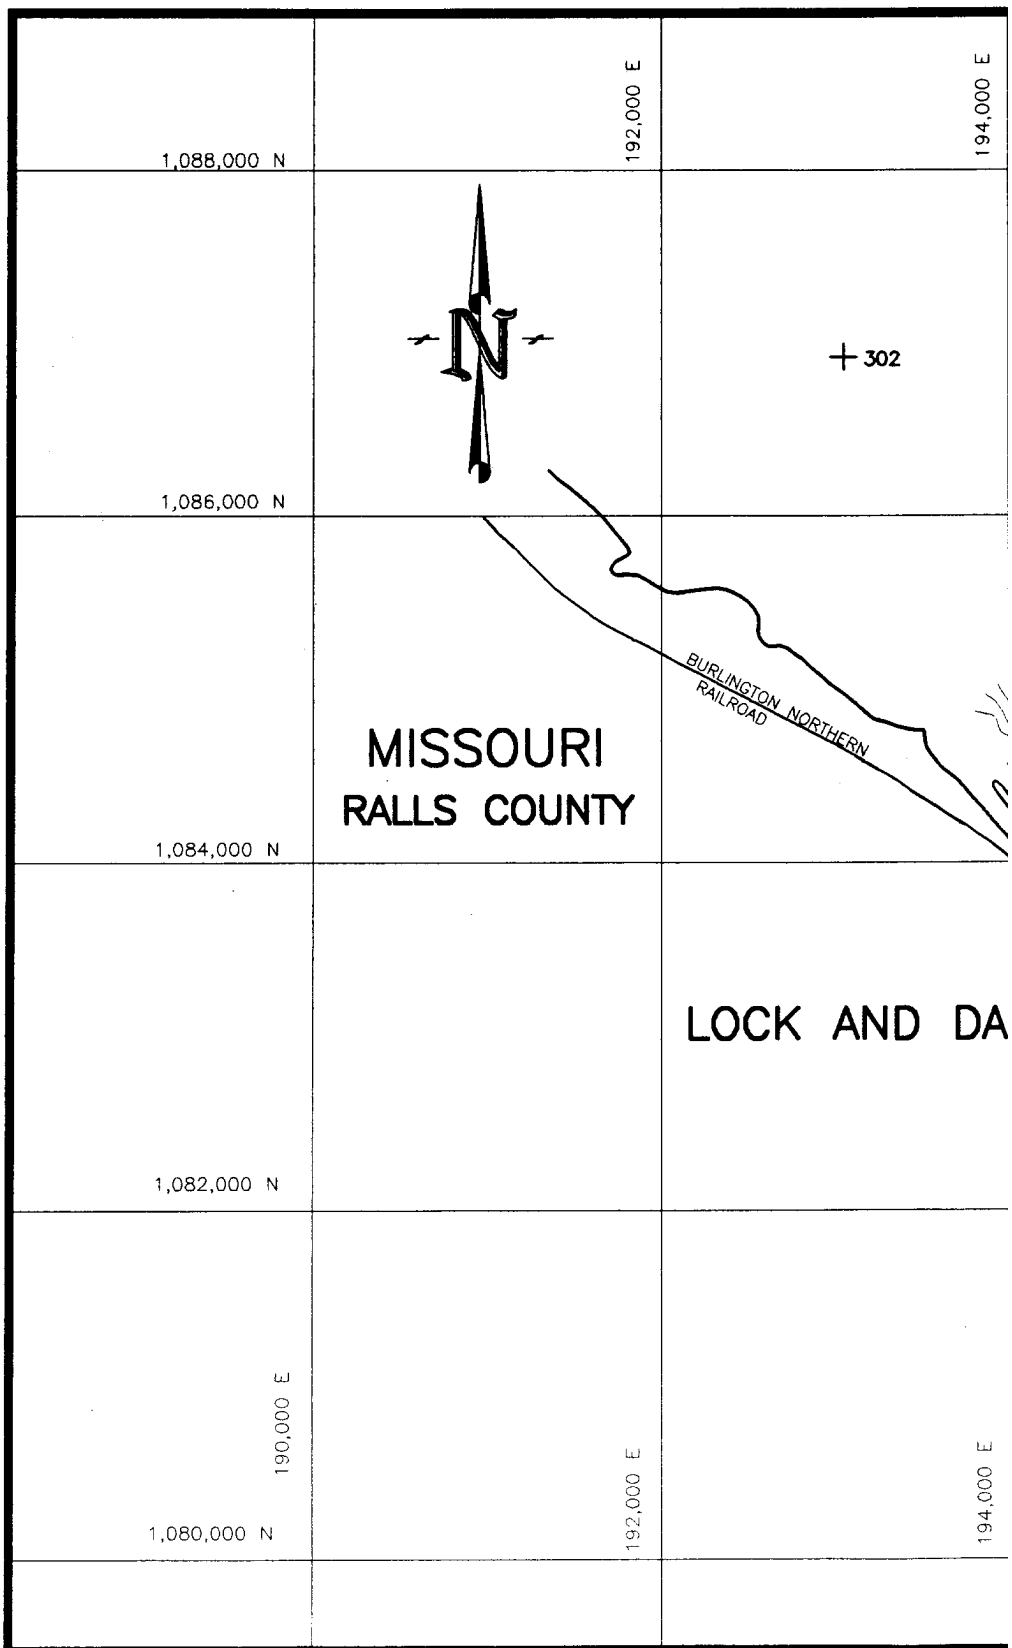 192,000 E
194,000 E
1,088,000 N
N
302
1,086,000 N
BURLINGTON NORTHERN
RAILROAD
MISSOURI
RALLS COUNTY
1,084,000 N
LOCK AND DA
1,082,000 N
190,000 E
192,000 E
194,000 E
1,080,000 N